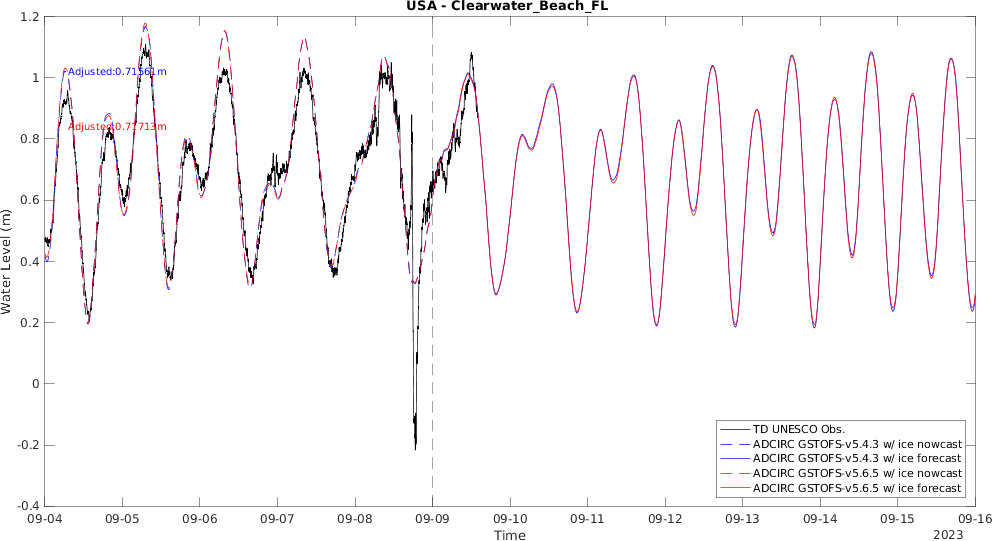 USA - Clearwater_Beach_FL
1.2
1
0.8
0.6
0.4
0.2
0
-0.2
-0.4
Water Level (m)
Adjusted:0.71561m
Adjusted:0.71713m
TD UNESCO Obs.
ADCIRC GSTOFS-v5.4.3 w/ ice nowcast
ADCIRC GSTOFS-v5.4.3 w/ ice forecast
ADCIRC GSTOFS-v5.6.5 w/ ice nowcast
ADCIRC GSTOFS-v5.6.5 w/ ice forecast
09-04 09-05 09-06 09-07 09-08 09-09 09-10 09-11 09-12 09-13 09-14 09-15 09-16
Time
2023